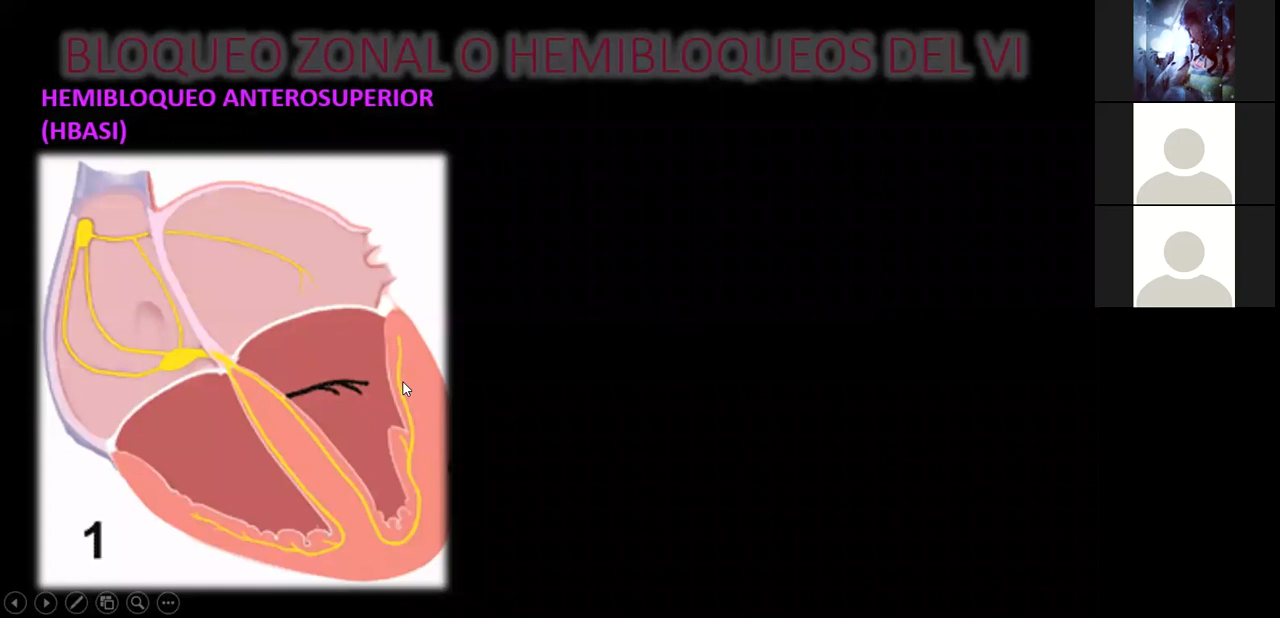 BLOQUEO ZONAL O HEMIBLOQUEOS DEL VI
HEMIBLOQUEO ANTEROSUPERIOR
(HBASI)
1